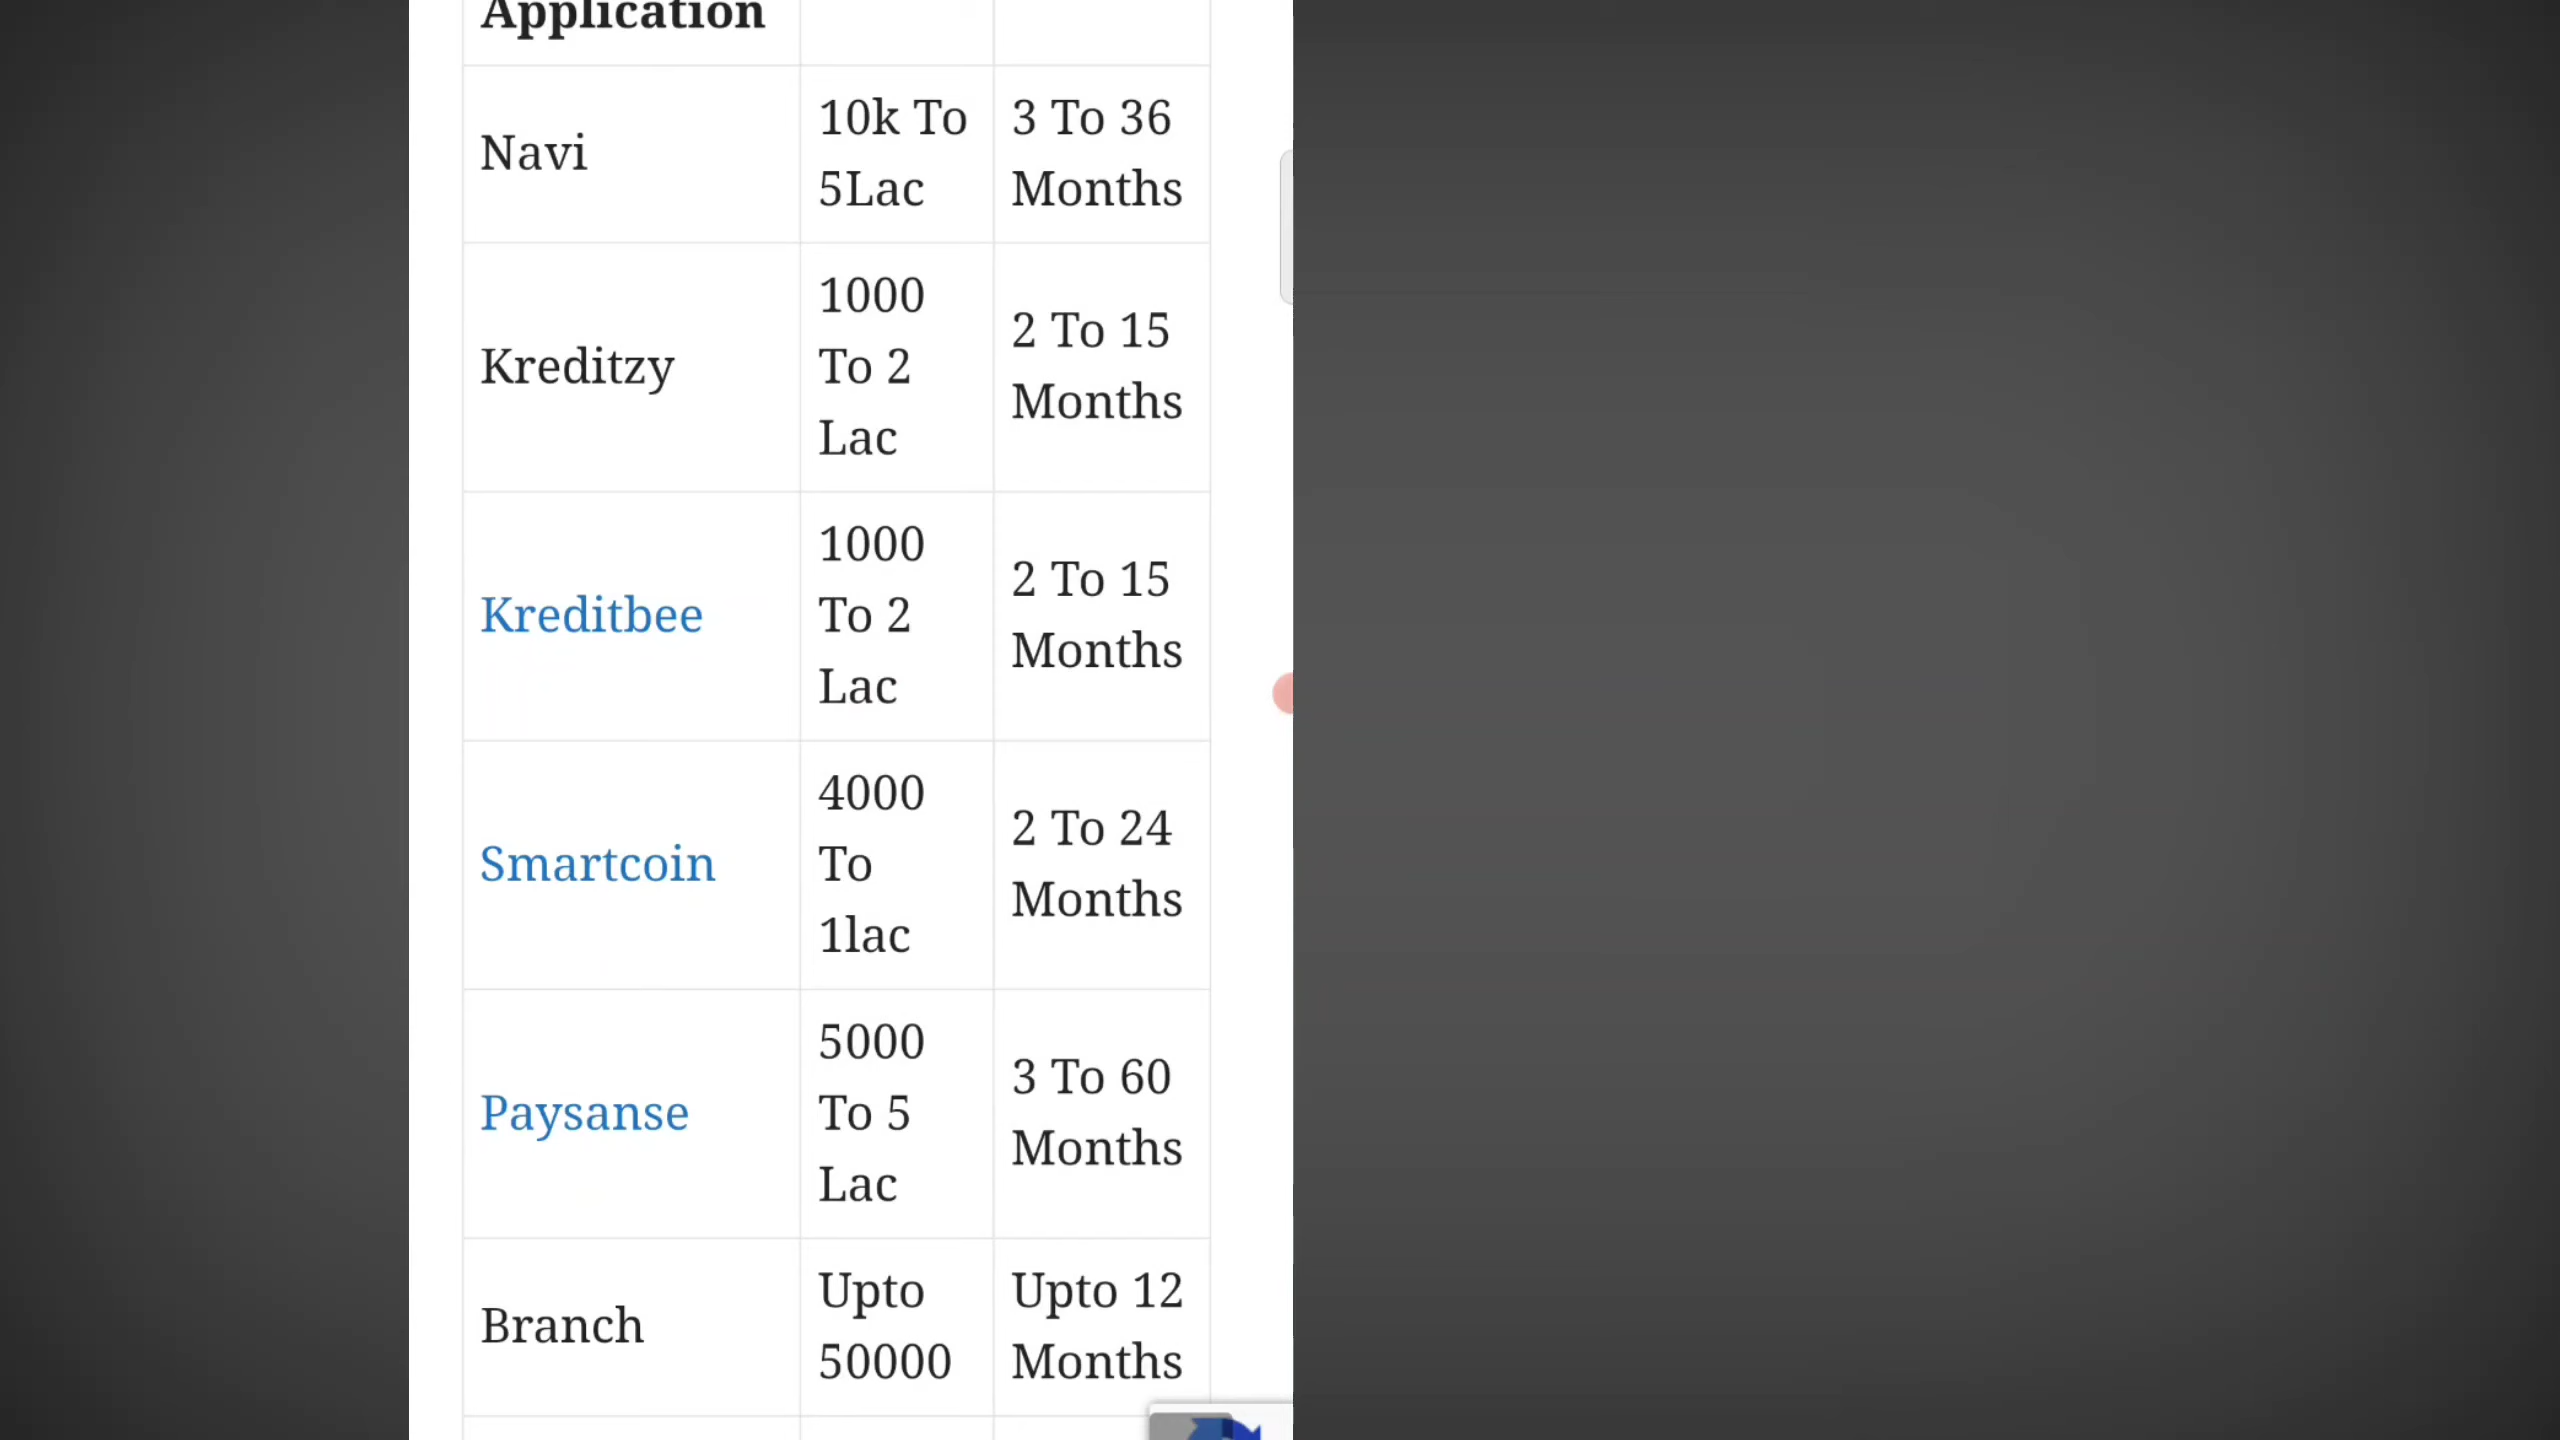 Application
Navi
10k To
5Lac
3 To 36
Months
Kreditzy
1000
To 2
Lac
2 To 15
Months
Kreditbee
1000
To 2
Lac
2 To 15
Months
Smartcoin
4000
To
1lac
2 To 24
Months
Paysanse
5000
To 5
Lac
3 To 60
Months
Branch
Upto
50000
Upto 12
Months